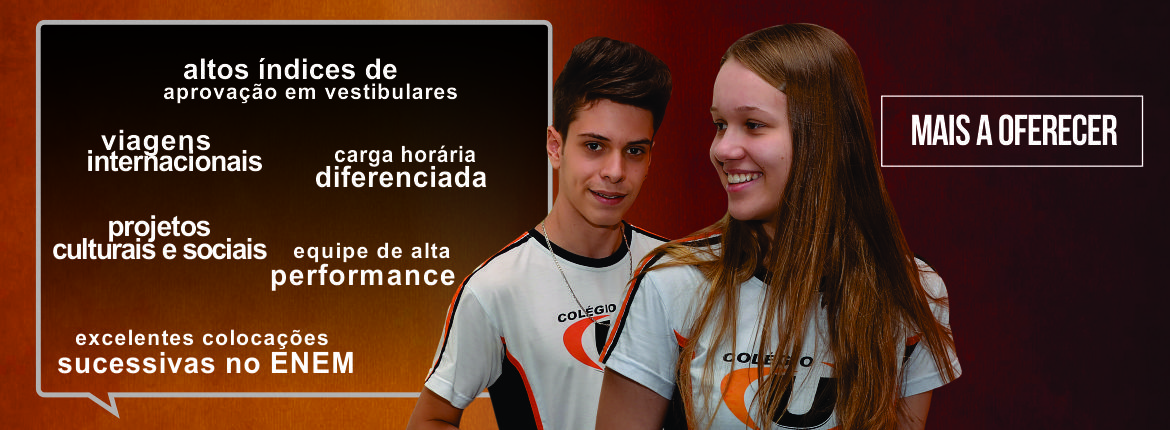 altos índices de
aprovação em vestibulares
viagens
internacionais
carga horária
diferenciada
projetos
culturais e sociais
equipe de alta
performance
excelentes colocações
sucessivas no ENEM
MAIS A OFERECER
COLÉGIO
COLÉGIO
U